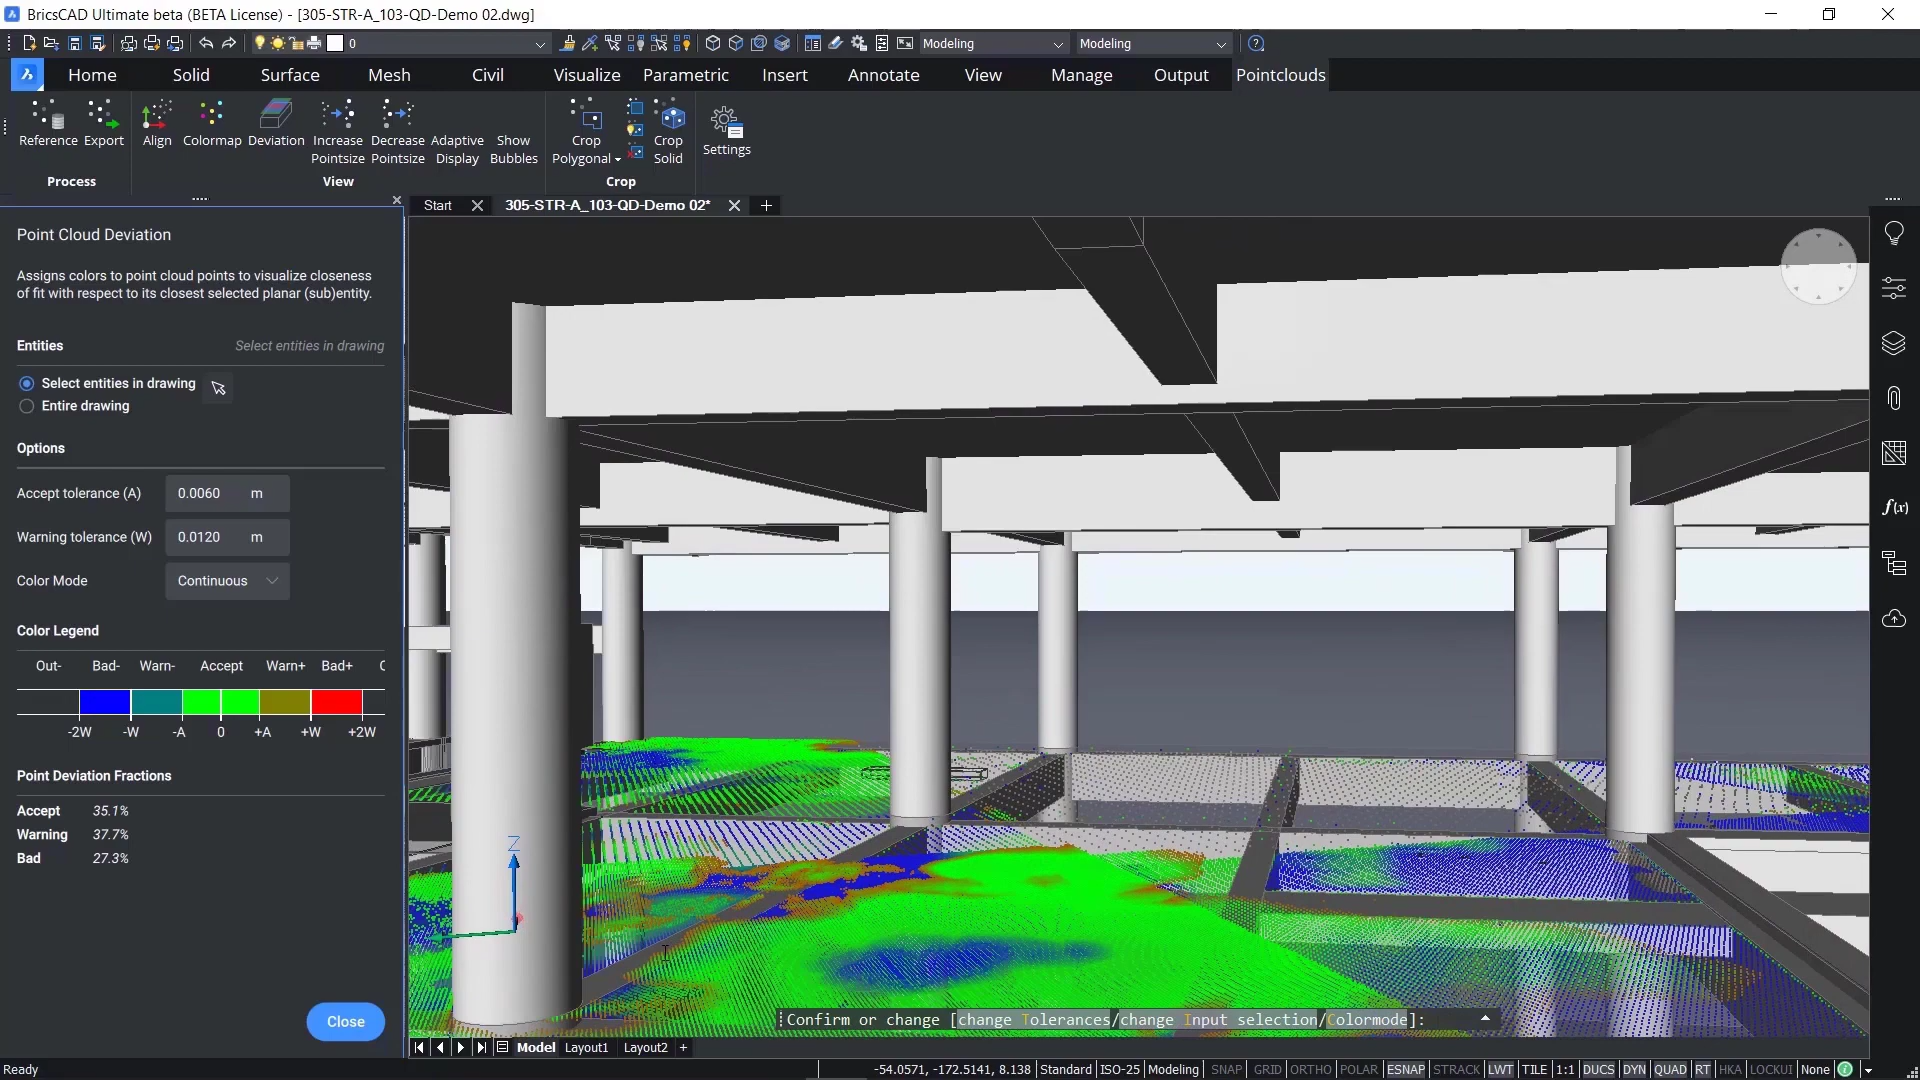 BricsCAD Ultimate beta (BETA License) - [305-STR-A_103-QD-Demo 02.dwg]
0
Modeling
Modeling
Home Solid Surface Mesh Civil Visualize Parametric Insert Annotate View Manage Output Pointclouds
Reference Export
Align Colormap Deviation Increase Pointsize Decrease Pointsize Adaptive Display Show Bubbles
Crop Polygonal Crop Solid
Settings
Process View Crop
Start 305-STR-A_103-QD-Demo 02*
Point Cloud Deviation
Assigns colors to point cloud points to visualize closeness
of fit with respect to its closest selected planar (sub)entity.
Entities Select entities in drawing
Select entities in drawing
Entire drawing
Options
Accept tolerance (A) 0.0060 m
Warning tolerance (W) 0.0120 m
Color Mode Continuous
Color Legend
Out- Bad- Warn- Accept Warn+ Bad+
-2W -W -A 0 +A +W +2W
Point Deviation Fractions
Accept 35.1%
Warning 37.7%
Bad 27.3%
Close
Z
f(x)
Confirm or change [change Tolerances/change Input selection/Colormode]:
Model Layout1 Layout2 +
Ready
-54.0571, -172.5141, 8.138 Standard ISO-25 Modeling SNAP GRID ORTHO POLAR ESNAP STRACK LWT TILE 1:1 DUCS DYN QUAD RT HKA LOCKUI None